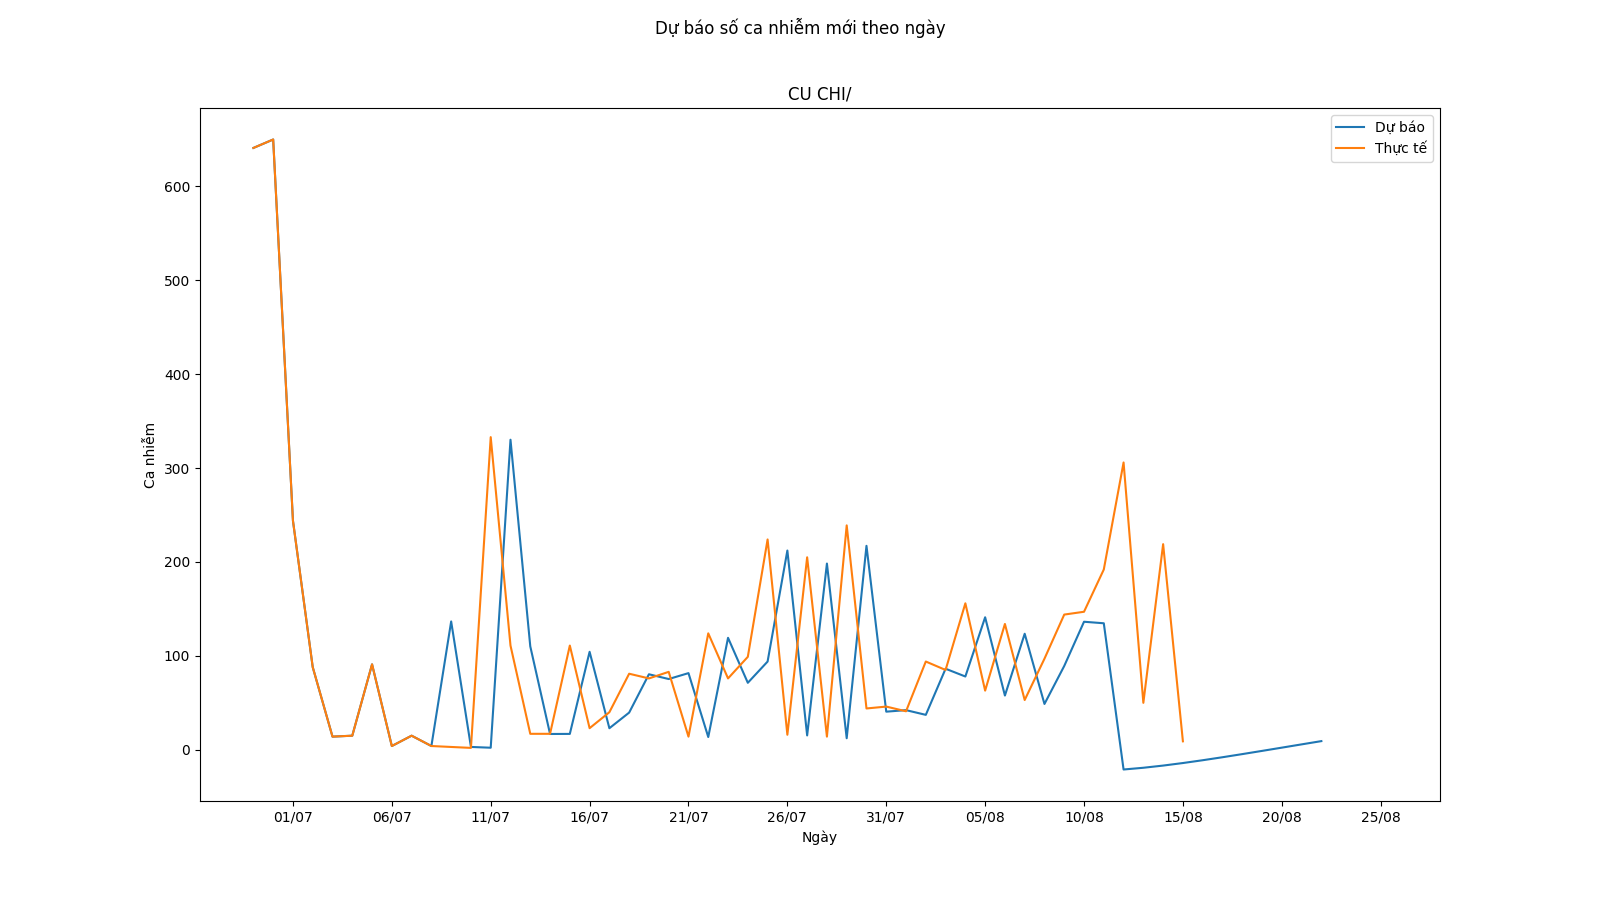 Dự báo số ca nhiễm mới theo ngày
CU CHI/
Dự báo
Thực tế
600
500
400
300
200
100
0
Ca nhiễm
01/07 06/07 11/07 16/07 21/07 26/07 31/07 05/08 10/08 15/08 20/08 25/08
Ngày